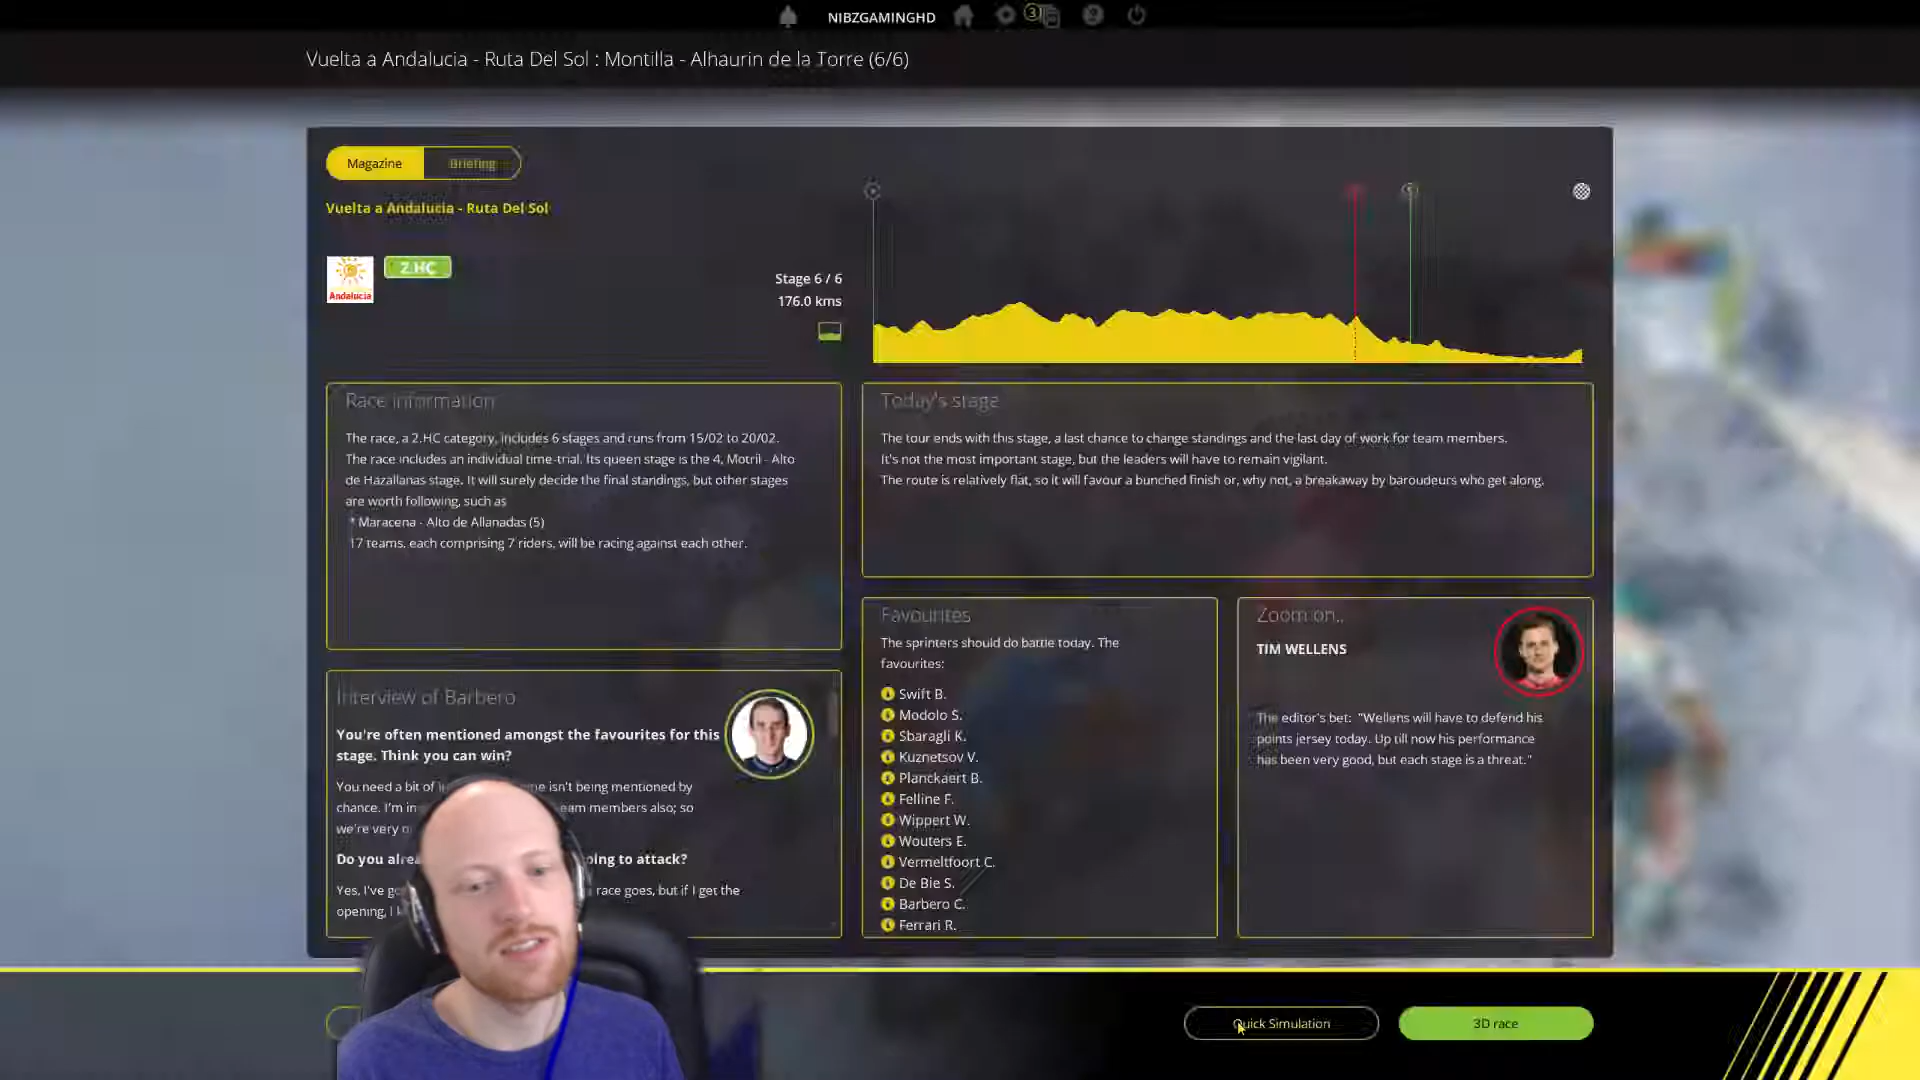 NIBZGAMINGHD
3
Vuelta a Andalucia - Ruta Del Sol : Montilla - Alhaurin de la Torre (6/6)
Magazine
Briefing
Vuelta a Andalucia - Ruta Del Sol
Andalucia
2.HC
Stage 6 / 6
176.0 kms
Race information
The race, a 2.HC category, includes 6 stages and runs from 15/02 to 20/02.
The race includes an individual time-trial. Its queen stage is the 4, Motril - Alto
de Hazallanas stage. It will surely decide the final standings, but other stages
are worth following, such as
* Maracena - Alto de Allanadas (5)
17 teams, each comprising 7 riders, will be racing against each other.
Today's stage
The tour ends with this stage, a last chance to change standings and the last day of work for team members.
It's not the most important stage, but the leaders will have to remain vigilant.
The route is relatively flat, so it will favour a bunched finish or, why not, a breakaway by baroudeurs who get along.
Interview of Barbero
You're often mentioned amongst the favourites for this
stage. Think you can win?
You need a bit of isn't being mentioned by
chance. I'm team members also; so
we're very
Do you to attack?
Yes, I've race goes, but if I get the
opening, I
Favourites
The sprinters should do battle today. The
favourites:
Swift B.
Modolo S.
Sbaragli K.
Kuznetsov V.
Planckaert B.
Felline F.
Wippert W.
Wouters E.
Vermeltfoort C.
De Bie S.
Barbero C.
Ferrari R.
Zoom on..
TIM WELLENS
The editor's bet: "Wellens will have to defend his
points jersey today. Up till now his performance
has been very good, but each stage is a threat."
Quick Simulation
3D race